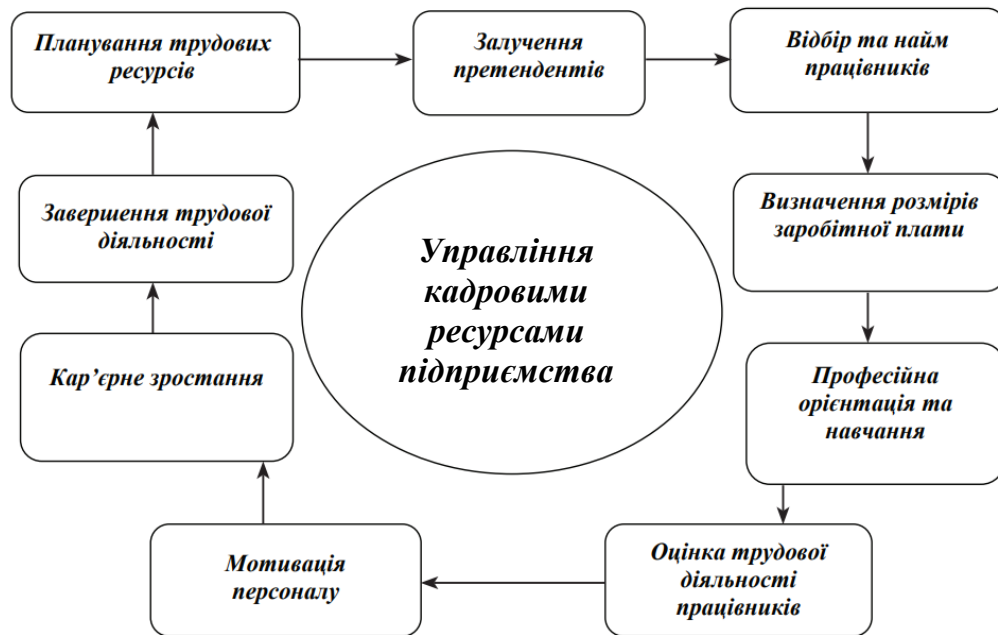 Планування трудових
ресурсів
Залучення
претендентів
Відбір та найм
працівників
Визначення розмірів
заробітної плати
Професійна
орієнтація та
навчання
Оцінка трудової
діяльності
працівників
Мотивація
персоналу
Кар’єрне зростання
Завершення трудової
діяльності
Управління
кадровими
ресурсами
підприємства